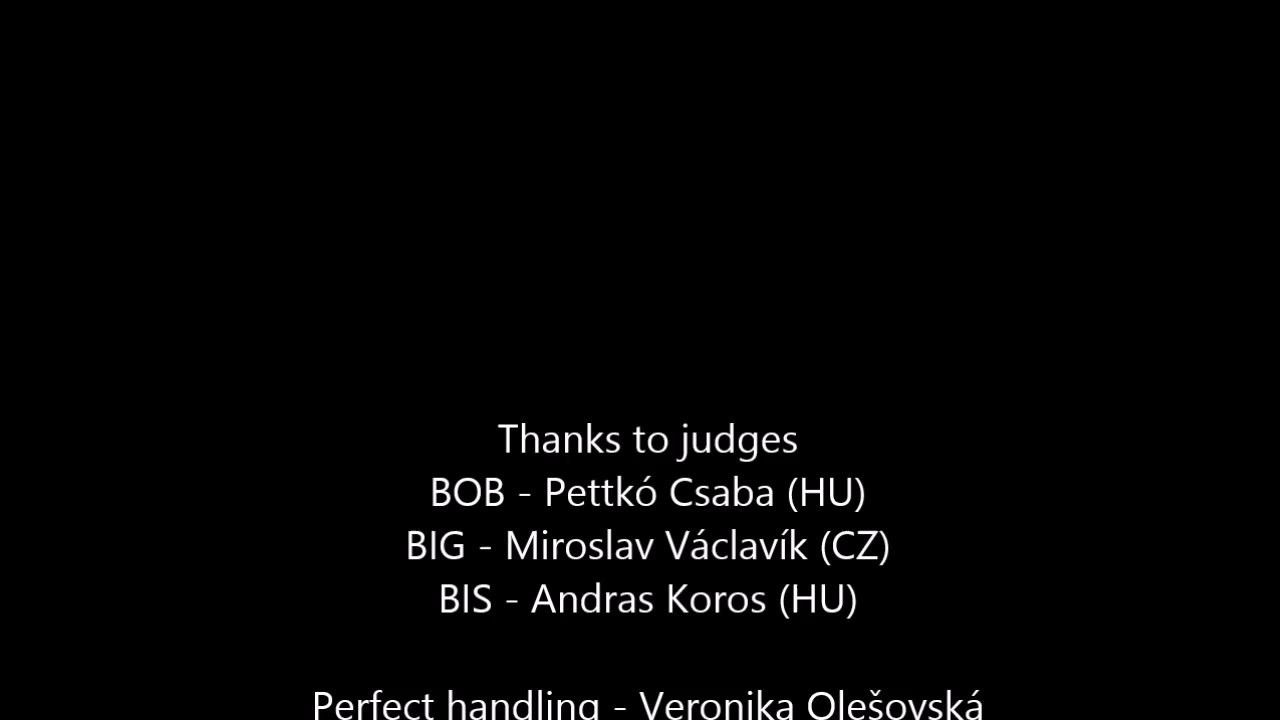 Thanks to judges
BOB - Pettkó Csaba (HU)
BIG - Miroslav Václavík (CZ)
BIS - Andras Koros (HU)
Perfect handling - Veronika Olešovská